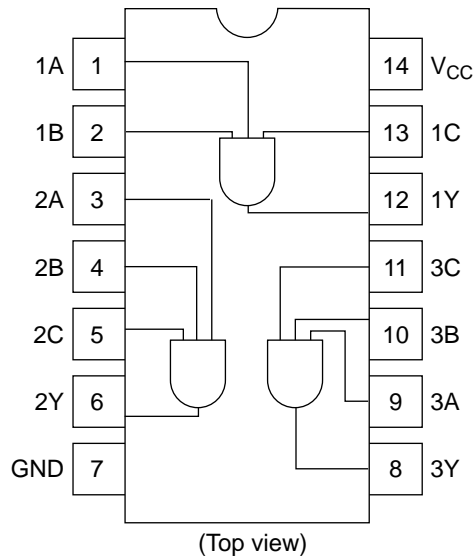 1A 1 14 VCC
1B 2 13 1C
2A 3 12 1Y
2B 4 11 3C
2C 5 10 3B
2Y 6 9 3A
GND 7 8 3Y
(Top view)